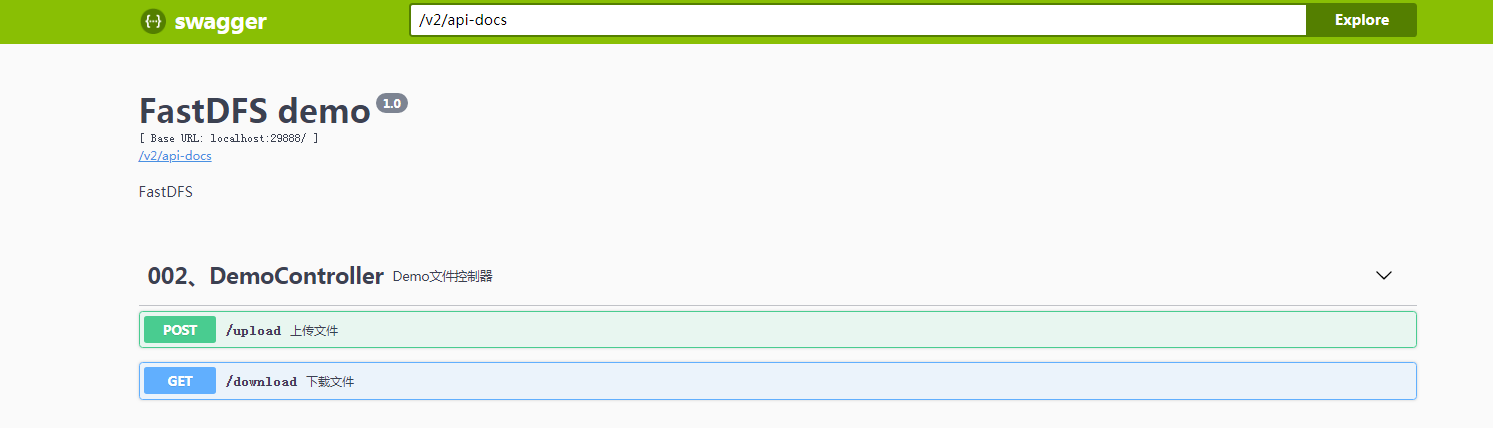 swagger
/v2/api-docs
Explore
FastDFS demo 1.0
[ Base URL: localhost:29888/ ]
/v2/api-docs
FastDFS
002、DemoController Demo文件控制器
POST /upload 上传文件
GET /download 下载文件